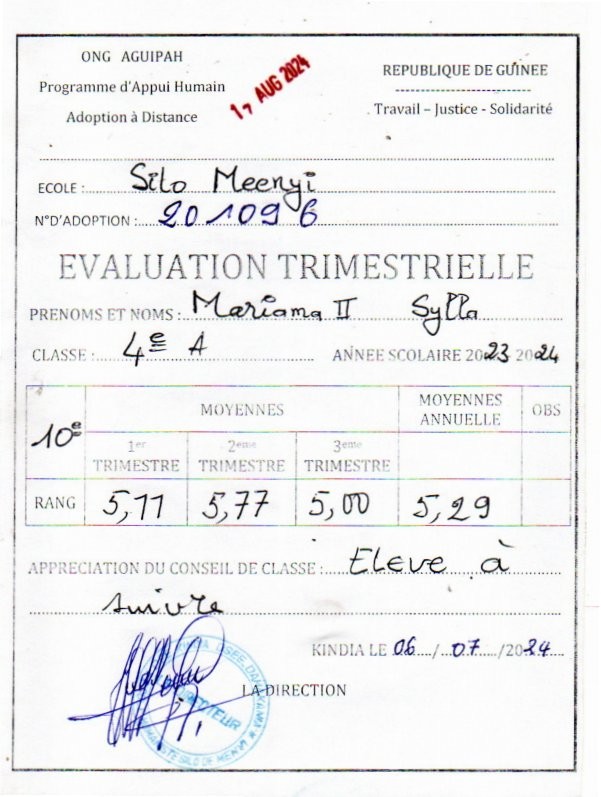 ONG AGUIPAH
Programme d'Appui Humain
Adoption à Distance
17 AUG 2024
REPUBLIQUE DE GUINEE
Travail – Justice - Solidarité
ECOLE : Silo Meenyi
N°D'ADOPTION : 201096
EVALUATION TRIMESTRIELLE
PRENOMS ET NOMS : Mariama II Sylla
CLASSE : 4e A ANNEE SCOLAIRE 2023-2024
10e MOYENNES MOYENNES ANNUELLE OBS
1er TRIMESTRE 2eme TRIMESTRE 3eme TRIMESTRE
RANG 5,11 5,77 5,00 5,29
APPRECIATION DU CONSEIL DE CLASSE : Eleve à
suivre
KINDIA LE 06/07/2024
LA DIRECTION